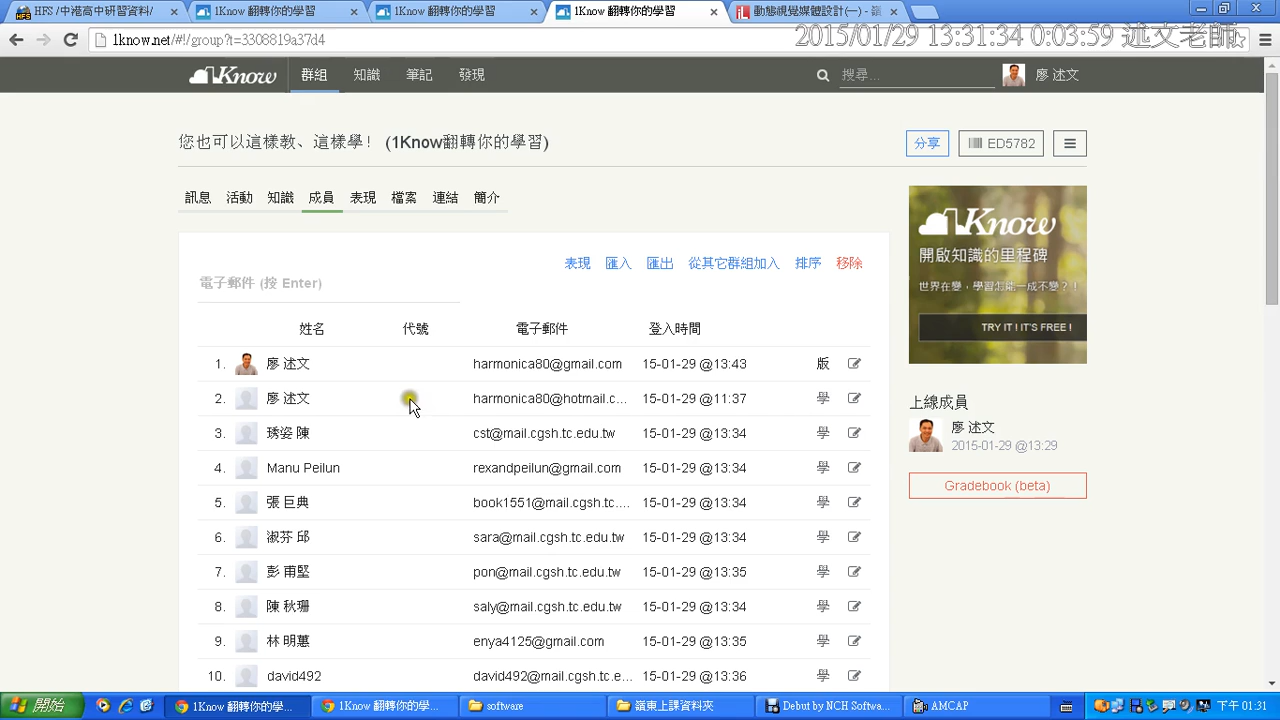 HFS /中港高中研習資料/
1Know 翻轉你的學習
1Know 翻轉你的學習
1Know 翻轉你的學習
動態視覺媒體設計(一) - 嶺
1know.net/#!/group?t=3308819a37d4
2015/01/29 13:31:34 0:03:59 述文老師
1Know
群組
知識
筆記
發現
搜尋...
廖 述文
您也可以這樣教、這樣學！ (1Know翻轉你的學習)
分享
ED5782
訊息 活動 知識 成員 表現 檔案 連結 簡介
表現 匯入 匯出 從其它群組加入 排序 移除
電子郵件 (按 Enter)
姓名 代號 電子郵件 登入時間
1. 廖 述文 harmonica80@gmail.com 15-01-29 @13:43 版
2. 廖 述文 harmonica80@hotmail.c... 15-01-29 @11:37 學
3. 琇姿 陳 cst@mail.cgsh.tc.edu.tw 15-01-29 @13:34 學
4. Manu Peilun rexandpeilun@gmail.com 15-01-29 @13:34 學
5. 張 巨典 book1551@mail.cgsh.tc.... 15-01-29 @13:34 學
6. 淑芬 邱 sara@mail.cgsh.tc.edu.tw 15-01-29 @13:34 學
7. 彭 甫堅 pon@mail.cgsh.tc.edu.tw 15-01-29 @13:35 學
8. 陳 秋珊 saly@mail.cgsh.tc.edu.tw 15-01-29 @13:34 學
9. 林 明蕙 enya4125@gmail.com 15-01-29 @13:35 學
10. david492 david492@mail.cgsh.tc.e... 15-01-29 @13:36 學
1Know
開啟知識的里程碑
世界在變，學習怎能一成不變？！
TRY IT ! IT'S FREE !
上線成員
廖 述文
2015-01-29 @13:29
Gradebook (beta)
開始
1Know 翻轉你的學...
1Know 翻轉你的學...
software
嶺東上課資料夾
Debut by NCH Softwa...
AMCAP
下午 01:31